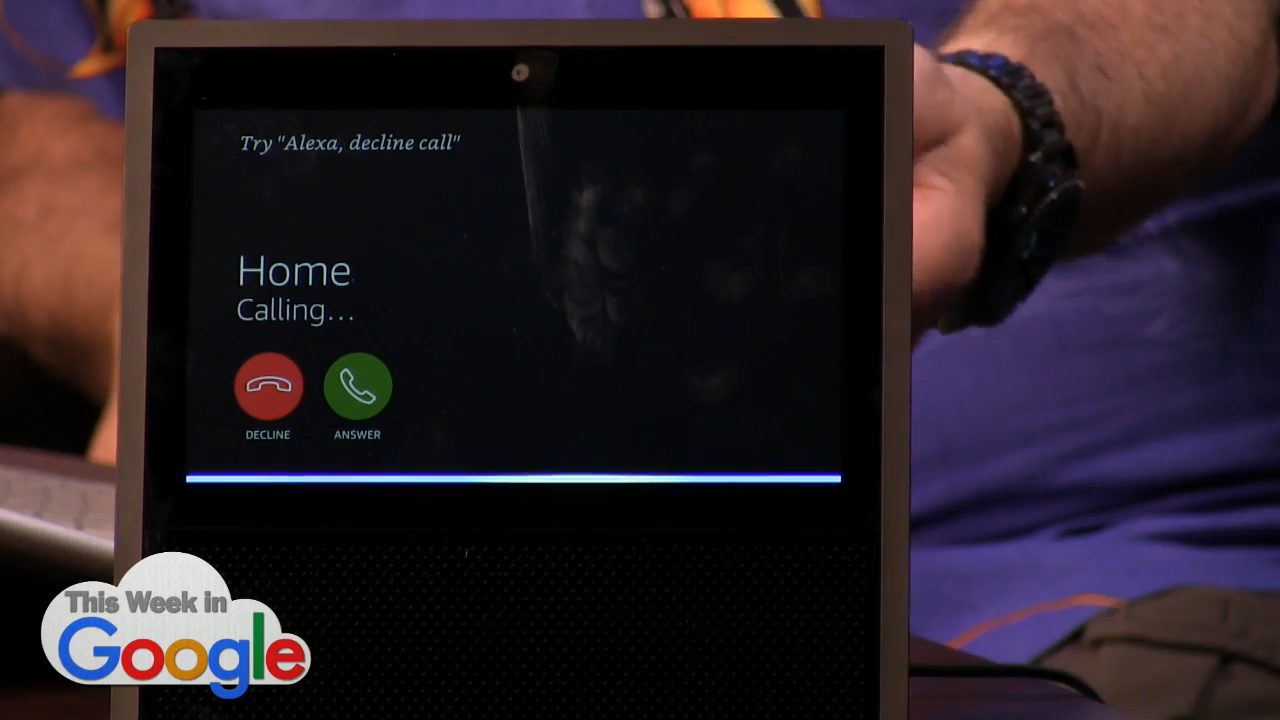 Try "Alexa, decline call"
Home
Calling...
DECLINE
ANSWER
This Week in
Google